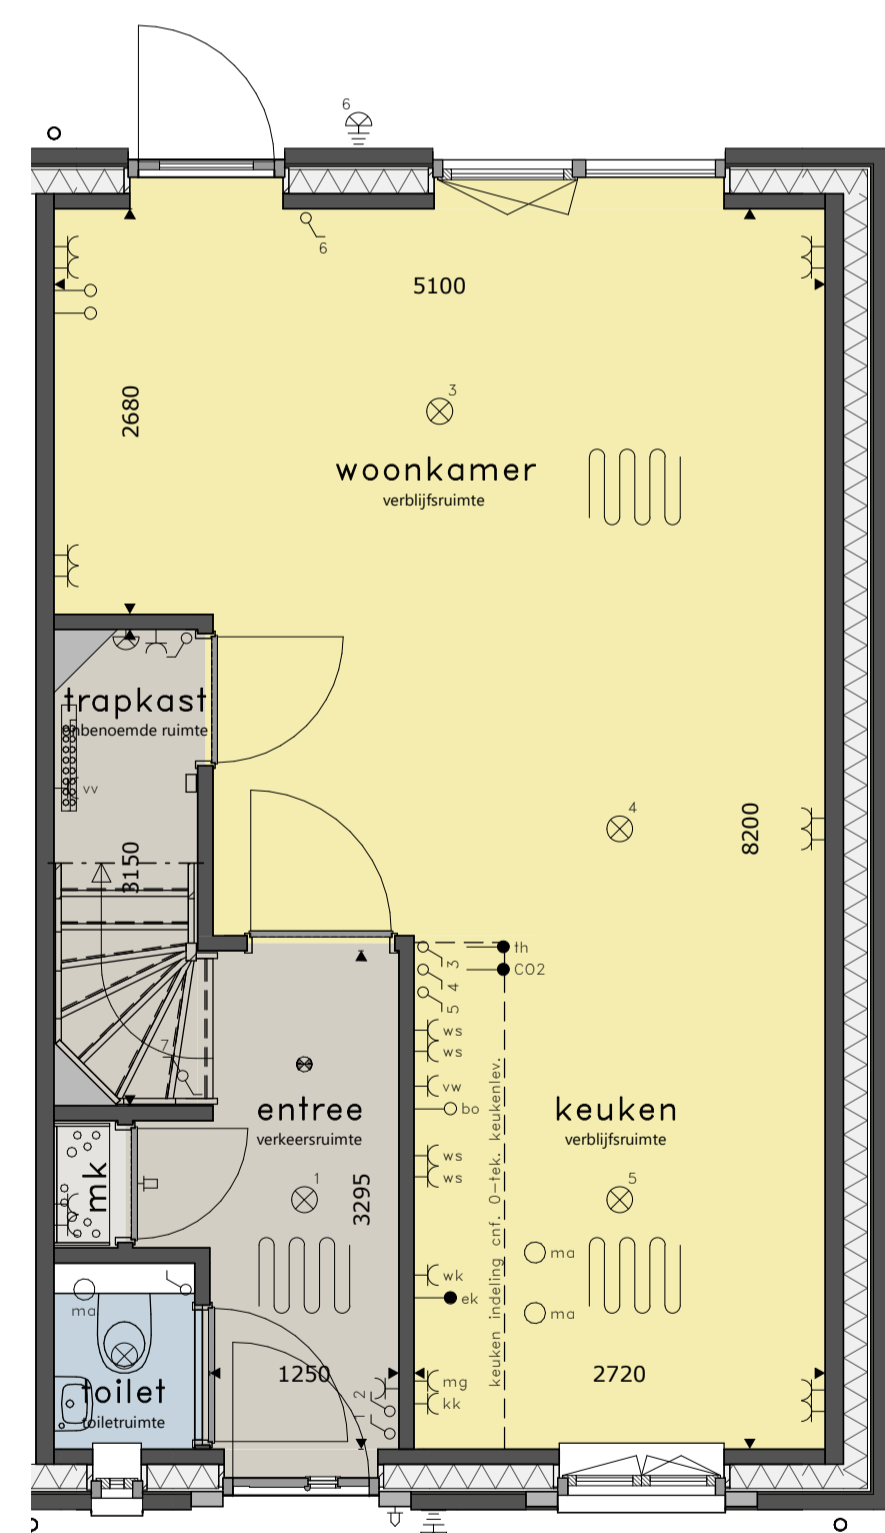 6
6
5100
3
2680
woonkamer
verblijfsruimte
trapkast
nbenoemde ruimte
vv
4
8200
3150
th
CO2
3
4
5
ws
ws
7
vw
bo
entree
verkeersruimte
keuken
verblijfsruimte
keuken indeling cnf. 0-tek. keukenlev.
ws
ws
mk
1
3295
5
ma
wk
ek
ma
ma
1250
2720
mg
kk
2
1
toilet
toiletruimte